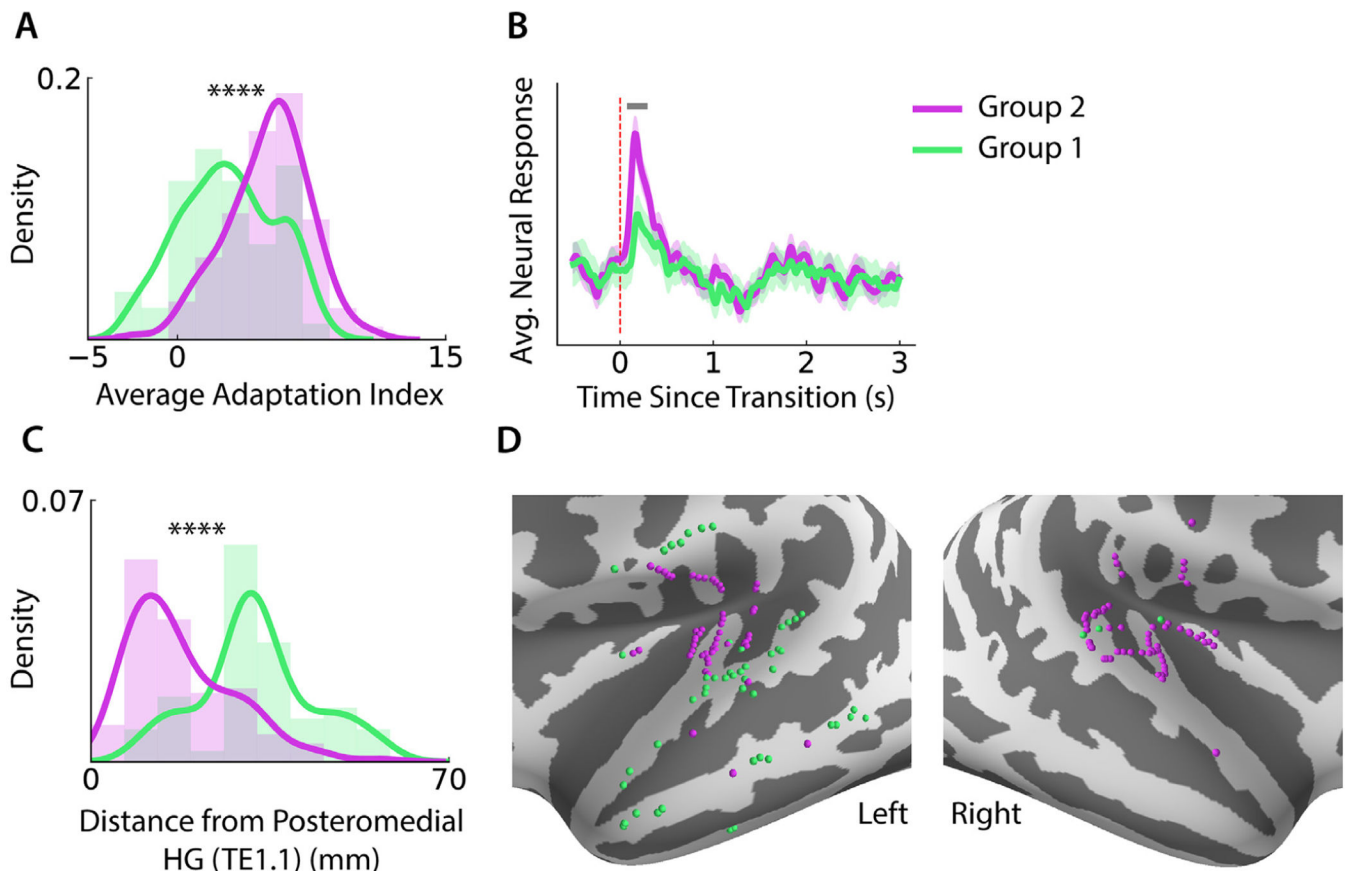 A
0.2
****
Density
−5
0
15
Average Adaptation Index
B
Avg. Neural Response
0
1
2
3
Time Since Transition (s)
Group 2
Group 1
C
0.07
****
Density
0
70
Distance from Posteromedial
HG (TE1.1) (mm)
D
Left
Right